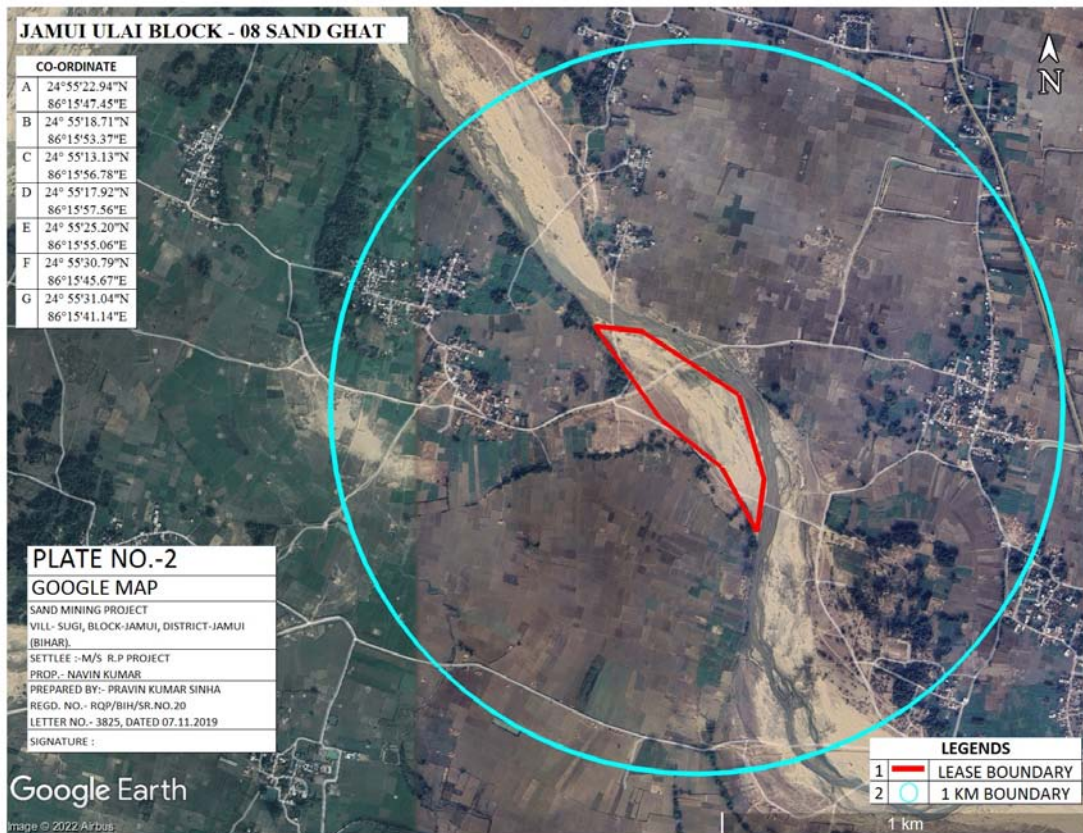 JAMUI ULAI BLOCK - 08 SAND GHAT
N
CO-ORDINATE
A 24°55'22.94"N
86°15'47.45"E
B 24° 55'18.71"N
86°15'53.37"E
C 24° 55'13.13"N
86°15'56.78"E
D 24° 55'17.92"N
86°15'57.56"E
E 24° 55'25.20"N
86°15'55.06"E
F 24° 55'30.79"N
86°15'45.67"E
G 24° 55'31.04"N
86°15'41.14"E
PLATE NO.-2
GOOGLE MAP
SAND MINING PROJECT
VILL- SUGI, BLOCK-JAMUI, DISTRICT-JAMUI
(BIHAR).
SETTLEE :-M/S R.P PROJECT
PROP.- NAVIN KUMAR
PREPARED BY:- PRAVIN KUMAR SINHA
REGD. NO.- RQP/BIH/SR.NO.20
LETTER NO.- 3825, DATED 07.11.2019
SIGNATURE :
Google Earth
Image © 2022 Airbus
LEGENDS
1 LEASE BOUNDARY
2 1 KM BOUNDARY
1 km